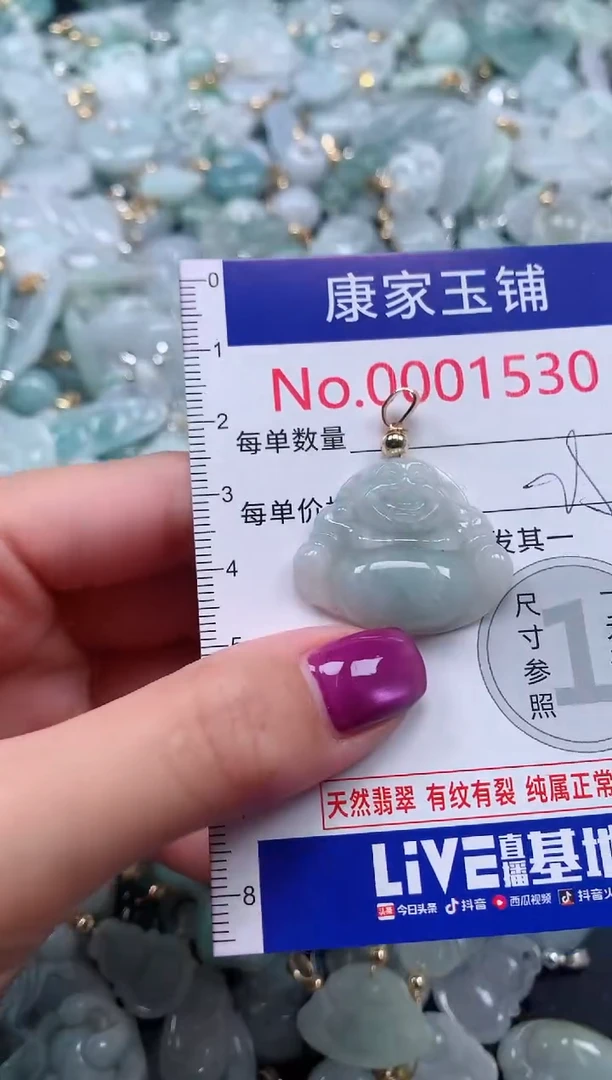 0
康家玉铺
1
No.0001530
2
每单数量
3
每单价
发其一
4
尺寸参照
1
5
天然翡翠 有纹有裂 纯属正常
LiVE直播基地
8
今日头条 抖音 西瓜视频 抖音火